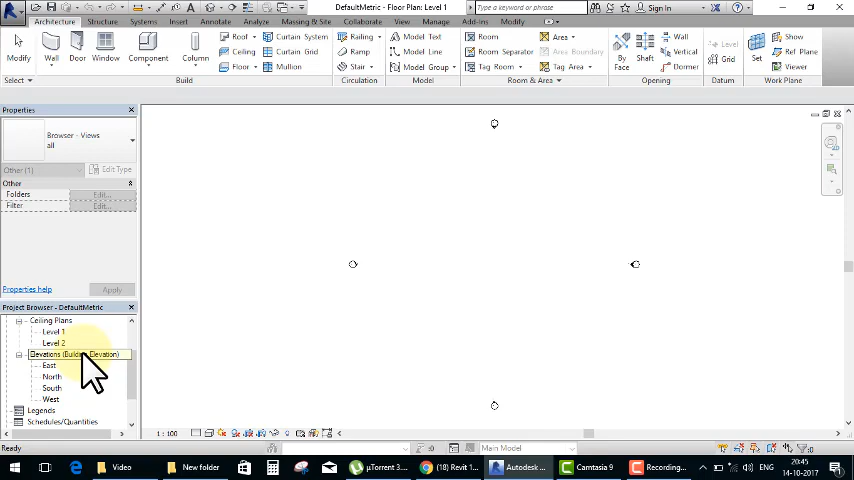 DefaultMetric - Floor Plan: Level 1
Type a keyword or phrase
Sign In
Architecture Structure Systems Insert Annotate Analyze Massing & Site Collaborate View Manage Add-Ins Modify
Modify
Wall
Door
Window
Component
Column
Roof
Ceiling
Floor
Curtain System
Curtain Grid
Mullion
Railing
Ramp
Stair
Model Text
Model Line
Model Group
Room
Room Separator
Tag Room
Area
Area Boundary
Tag Area
By
Face
Shaft
Wall
Vertical
Dormer
Level
Grid
Set
Show
Ref Plane
Viewer
Select Build Circulation Model Room & Area Opening Datum Work Plane
Properties
Browser - Views
all
Other (1) Edit Type
Other
Folders Edit...
Filter Edit...
Properties help Apply
Project Browser - DefaultMetric
Ceiling Plans
Level 1
Level 2
Elevations (Building Elevation)
East
North
South
West
Legends
Schedules/Quantities
1 : 100
Ready :0 Main Model :0
Video New folder µTorrent 3.... (19) Revit 1... Autodesk ... Camtasia 9 Recording... ENG 20:45
14-10-2017